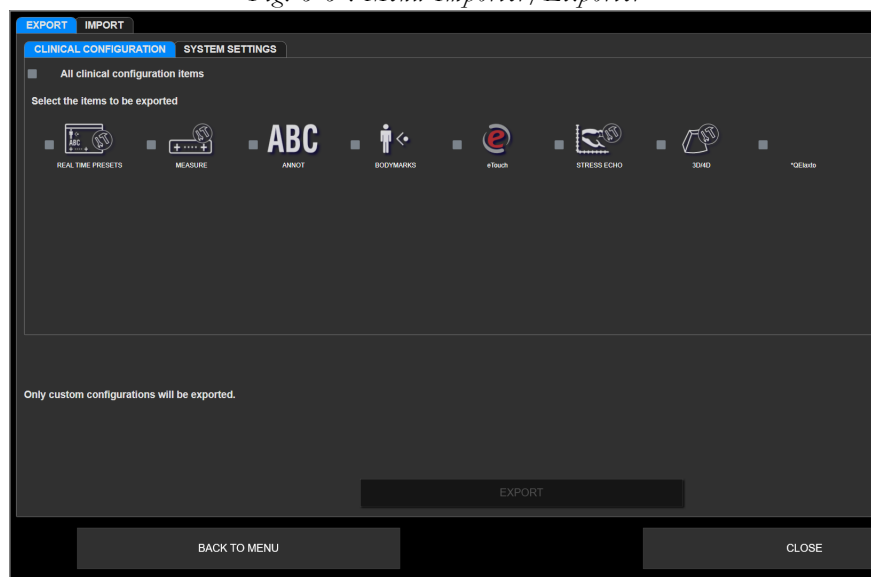 EXPORT IMPORT
CLINICAL CONFIGURATION SYSTEM SETTINGS
All clinical configuration items
Select the items to be exported
ABC
REAL TIME PRESETS MEASURE ANNOT BODYMARKS eTouch STRESS ECHO 3D/4D *QElaxto
Only custom configurations will be exported.
EXPORT
BACK TO MENU CLOSE